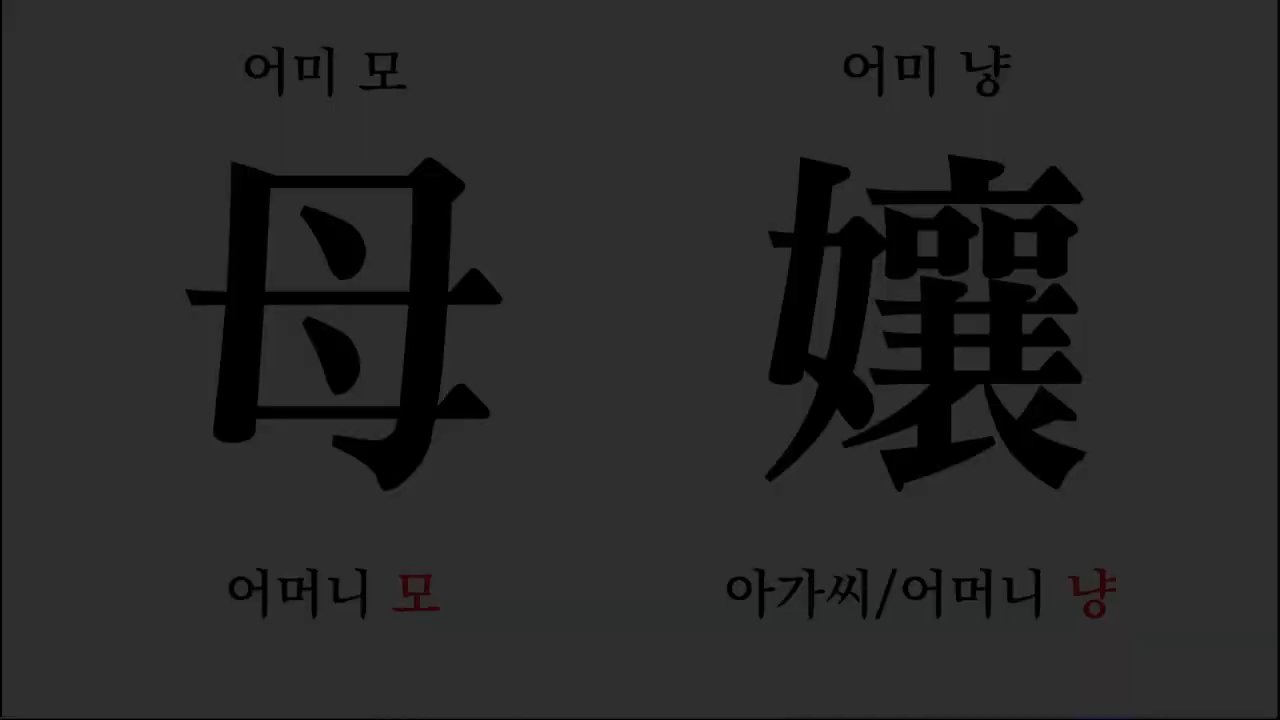 어미 모
어미 냥
母
孃
어머니 모
아가씨/어머니 냥